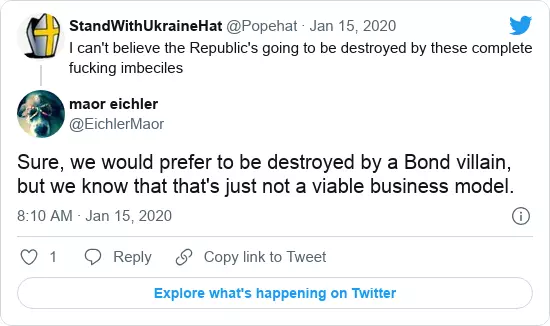 StandWithUkraineHat @Popehat · Jan 15, 2020
I can't believe the Republic's going to be destroyed by these complete
fucking imbeciles
maor eichler
@EichlerMaor
Sure, we would prefer to be destroyed by a Bond villain,
but we know that that's just not a viable business model.
8:10 AM · Jan 15, 2020
1 Reply Copy link to Tweet
Explore what's happening on Twitter